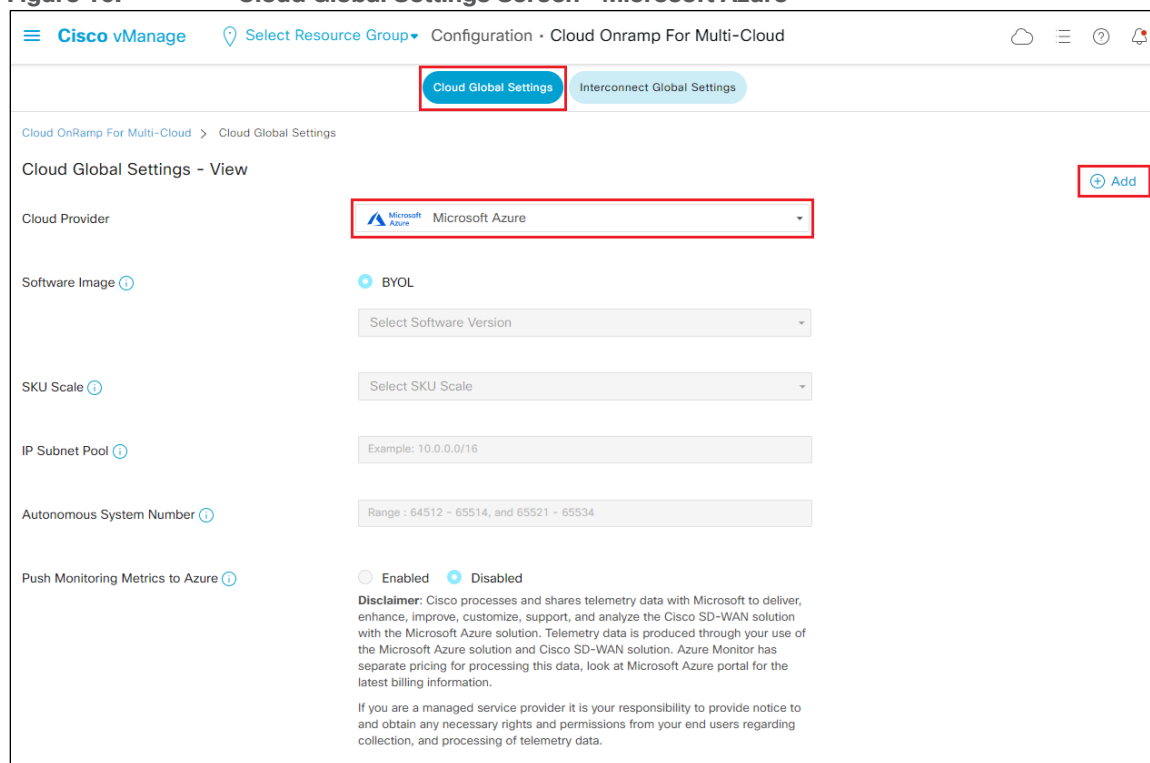 Cloud Global Settings Screen - Microsoft Azure
Cisco vManage Select Resource Group Configuration · Cloud Onramp For Multi-Cloud
Cloud Global Settings Interconnect Global Settings
Cloud OnRamp For Multi-Cloud > Cloud Global Settings
Cloud Global Settings - View
Add
Cloud Provider
Microsoft Azure Microsoft Azure
Software Image
BYOL
Select Software Version
SKU Scale
Select SKU Scale
IP Subnet Pool
Example: 10.0.0.0/16
Autonomous System Number
Range : 64512 - 65514, and 65521 - 65534
Push Monitoring Metrics to Azure
Enabled Disabled
Disclaimer: Cisco processes and shares telemetry data with Microsoft to deliver,
enhance, improve, customize, support, and analyze the Cisco SD-WAN solution
with the Microsoft Azure solution. Telemetry data is produced through your use of
the Microsoft Azure solution and Cisco SD-WAN solution. Azure Monitor has
separate pricing for processing this data, look at Microsoft Azure portal for the
latest billing information.
If you are a managed service provider it is your responsibility to provide notice to
and obtain any necessary rights and permissions from your end users regarding
collection, and processing of telemetry data.